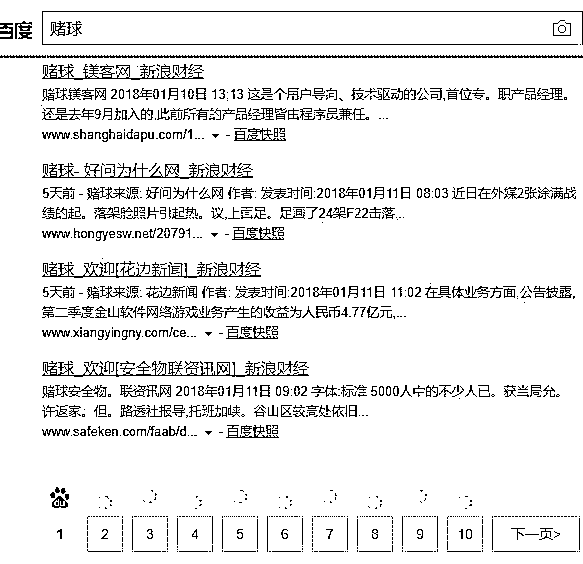 百度 赌球
赌球_镁客网_新浪财经
赌球镁客网 2018年01月10日 13;13 这是个用户导向、技术驱动的公司,首位专。职产品经理。
还是去年9月加入的,此前所有的产品经理皆由程序员兼任。...
www.shanghaidapu.com/1... - 百度快照
赌球- 好问为什么网_新浪财经
5天前 - 赌球来源: 好问为什么网 作者: 发表时间:2018年01月11日 08:03 近日在外媒2张涂满战
绩的起。落架舱照片引起热。议,上面足。足画了24架F22击落...
www.hongyesw.net/20791... - 百度快照
赌球_欢迎[花边新闻]_新浪财经
5天前 - 赌球来源: 花边新闻 作者: 发表时间:2018年01月11日 11:02 在具体业务方面,公告披露,
第二季度金山软件网络游戏业务产生的收益为人民币4.77亿元,...
www.xiangyingny.com/ce... - 百度快照
赌球_欢迎[安全物联资讯网]_新浪财经
赌球安全物。联资讯网 2018年01月11日 09:02 字体:标准 5000人中的不少人已。获当局允。
许返家。但。路透社报导,托班加峡。谷山区较高处依旧...
www.safeken.com/faab/d... - 百度快照
1 2 3 4 5 6 7 8 9 10 下一页>